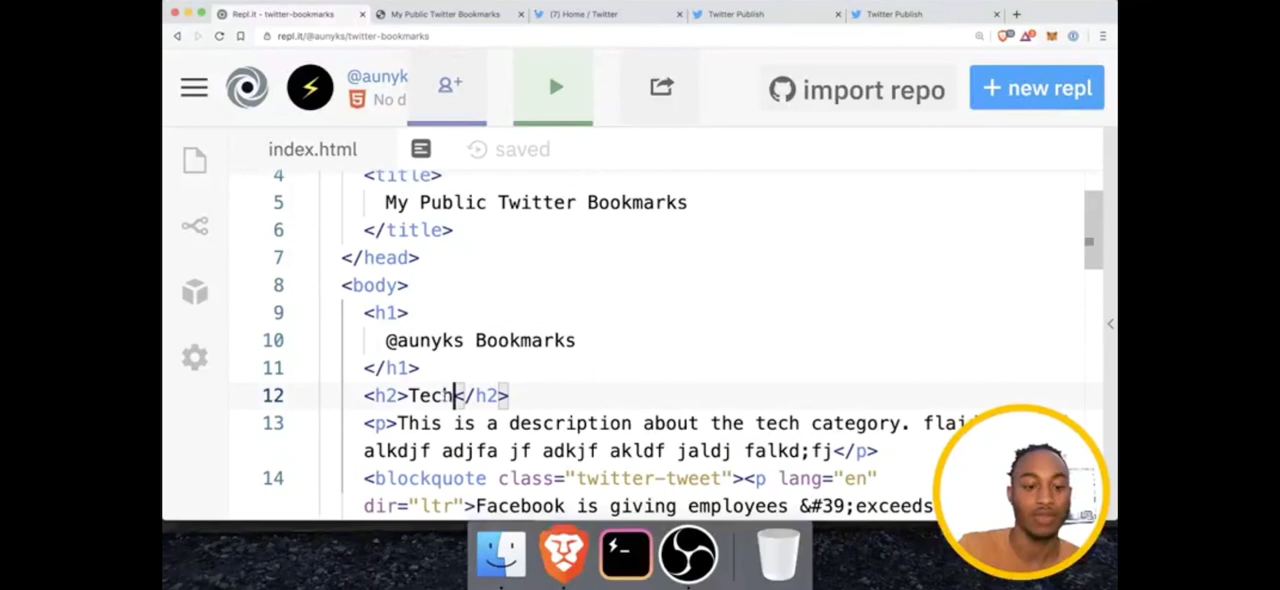 Repl.it - twitter-bookmarks
My Public Twitter Bookmarks
(7) Home / Twitter
Twitter Publish
Twitter Publish
repl.it/@aunyks/twitter-bookmarks
@aunyk
No d
import repo
+ new repl
index.html
saved
4 <title>
5 My Public Twitter Bookmarks
6 </title>
7 </head>
8 <body>
9 <h1>
10 @aunyks Bookmarks
11 </h1>
12 <h2>Tech</h2>
13 <p>This is a description about the tech category. flaj
alkdjf adjfa jf adkjf akldf jaldj falkd;fj</p>
14 <blockquote class="twitter-tweet"><p lang="en"
dir="ltr">Facebook is giving employees &#39;exceeds